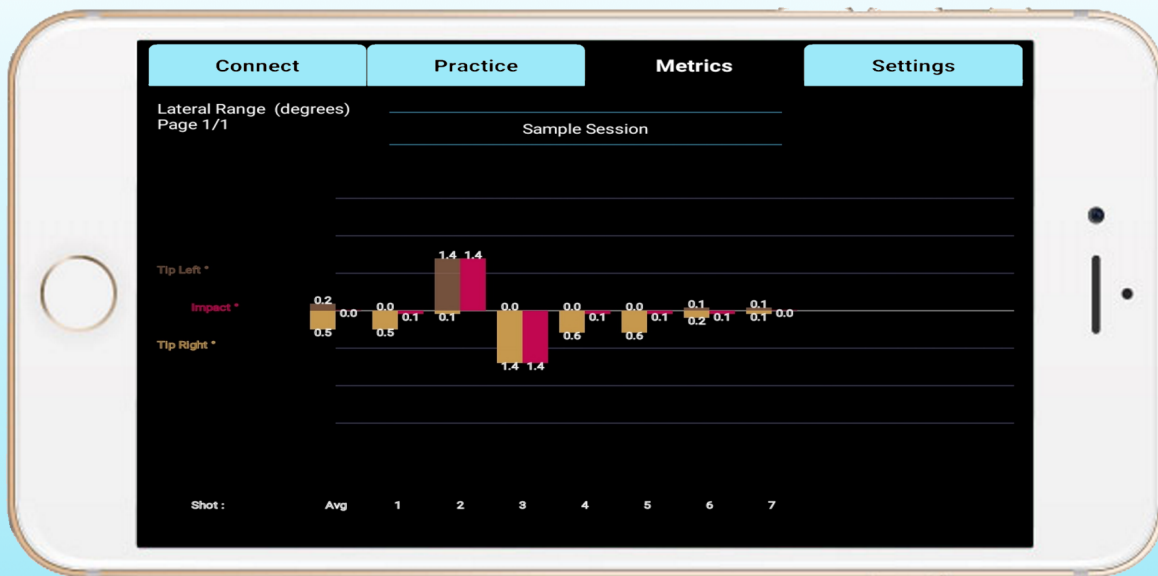 Connect Practice Metrics Settings
Lateral Range (degrees)
Page 1/1
Sample Session
1.4 1.4
Tip Left °
0.2 0.0 0.0 0.0 0.0 0.1 0.1
Impact °
0.0 0.1 0.1 0.1 0.1 0.2 0.1 0.1 0.0
0.5 0.5 0.6 0.6
Tip Right °
1.4 1.4
Shot : Avg 1 2 3 4 5 6 7